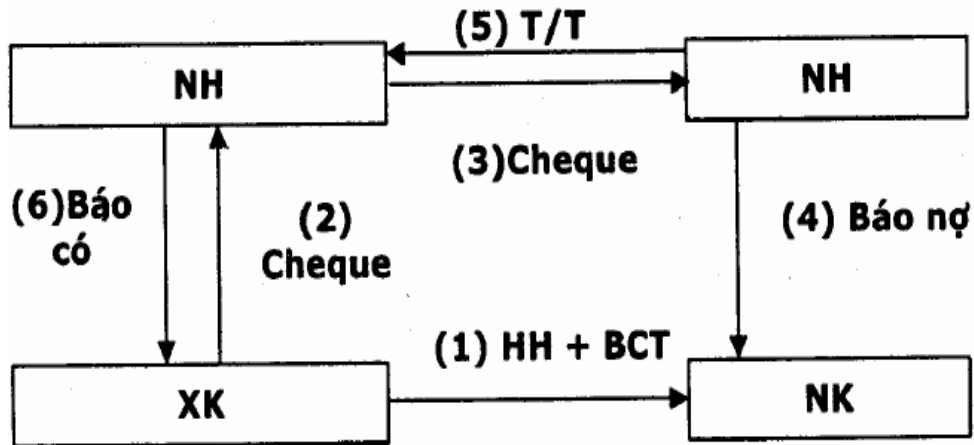 (5) T/T
NH
NH
(3)Cheque
(6)Báo
có
(2)
Cheque
(4) Báo nợ
(1) HH + BCT
XK
NK